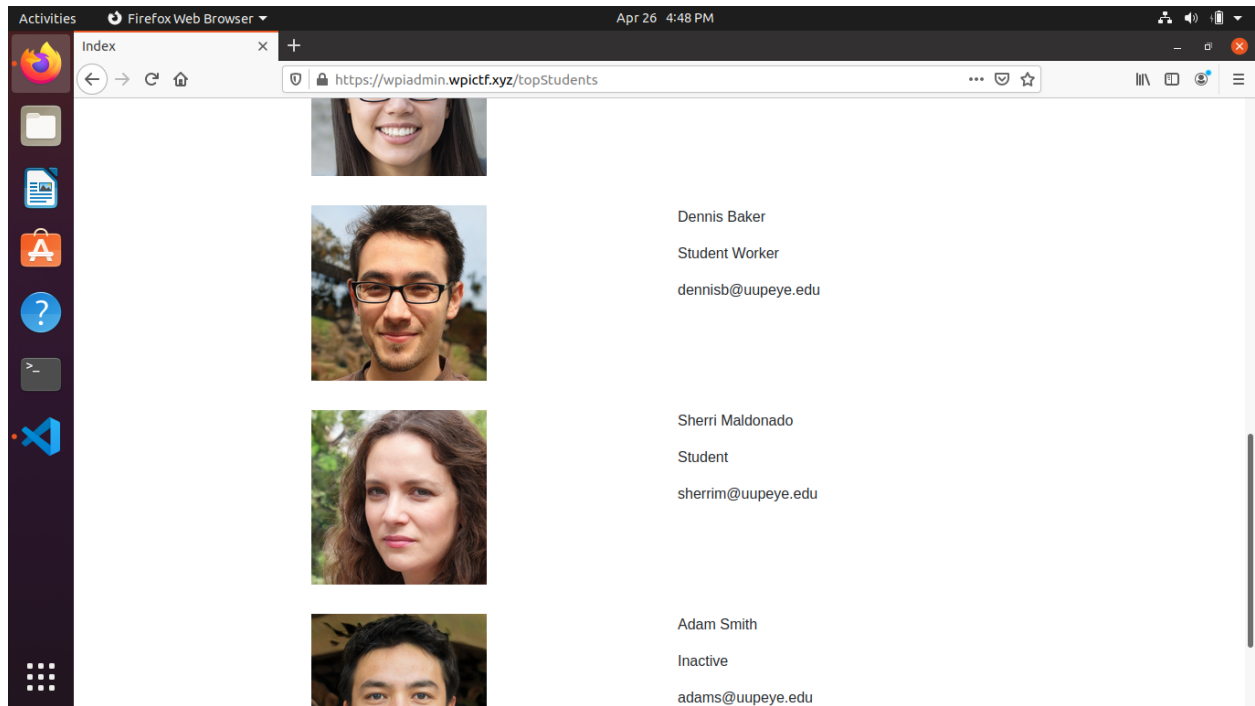 Activities
Firefox Web Browser
Apr 26 4:48 PM
Index
https://wpiadmin.wpictf.xyz/topStudents
Dennis Baker
Student Worker
dennisb@uupeye.edu
Sherri Maldonado
Student
sherrim@uupeye.edu
Adam Smith
Inactive
adams@uupeye.edu